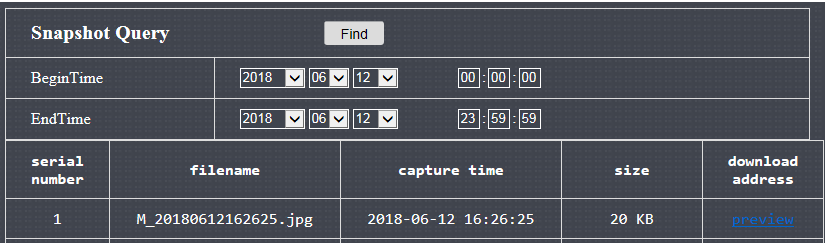 Snapshot Query Find
BeginTime 2018 06 12 00 : 00 : 00
EndTime 2018 06 12 23 : 59 : 59
serial number filename capture time size download address
1 M_20180612162625.jpg 2018-06-12 16:26:25 20 KB preview